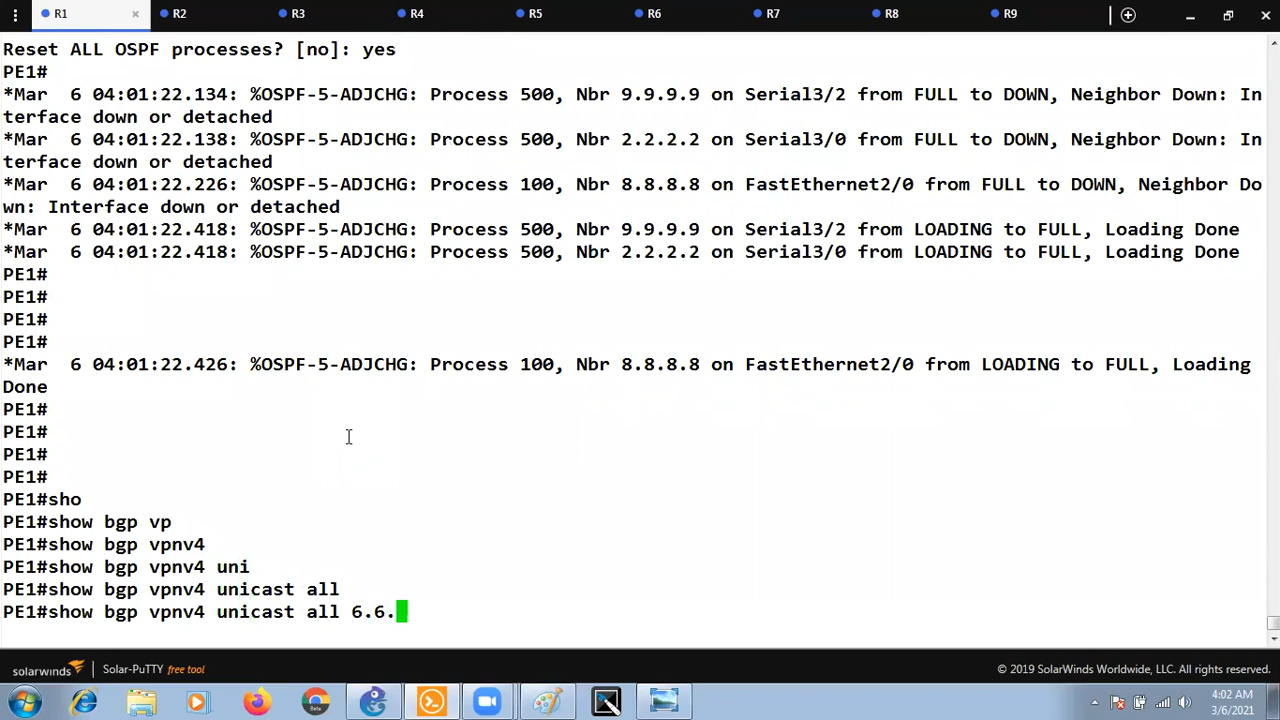 R1 × R2 R3 R4 R5 R6 R7 R8 R9
Reset ALL OSPF processes? [no]: yes
PE1#
*Mar  6 04:01:22.134: %OSPF-5-ADJCHG: Process 500, Nbr 9.9.9.9 on Serial3/2 from FULL to DOWN, Neighbor Down: In
terface down or detached
*Mar  6 04:01:22.138: %OSPF-5-ADJCHG: Process 500, Nbr 2.2.2.2 on Serial3/0 from FULL to DOWN, Neighbor Down: In
terface down or detached
*Mar  6 04:01:22.226: %OSPF-5-ADJCHG: Process 100, Nbr 8.8.8.8 on FastEthernet2/0 from FULL to DOWN, Neighbor Do
wn: Interface down or detached
*Mar  6 04:01:22.418: %OSPF-5-ADJCHG: Process 500, Nbr 9.9.9.9 on Serial3/2 from LOADING to FULL, Loading Done
*Mar  6 04:01:22.418: %OSPF-5-ADJCHG: Process 500, Nbr 2.2.2.2 on Serial3/0 from LOADING to FULL, Loading Done
PE1#
PE1#
PE1#
PE1#
*Mar  6 04:01:22.426: %OSPF-5-ADJCHG: Process 100, Nbr 8.8.8.8 on FastEthernet2/0 from LOADING to FULL, Loading
Done
PE1#
PE1#
PE1#
PE1#
PE1#sho
PE1#show bgp vp
PE1#show bgp vpnv4
PE1#show bgp vpnv4 uni
PE1#show bgp vpnv4 unicast all
PE1#show bgp vpnv4 unicast all 6.6.
solarwinds Solar-PuTTY free tool © 2019 SolarWinds Worldwide, LLC. All rights reserved.
Beta
4:02 AM
3/6/2021